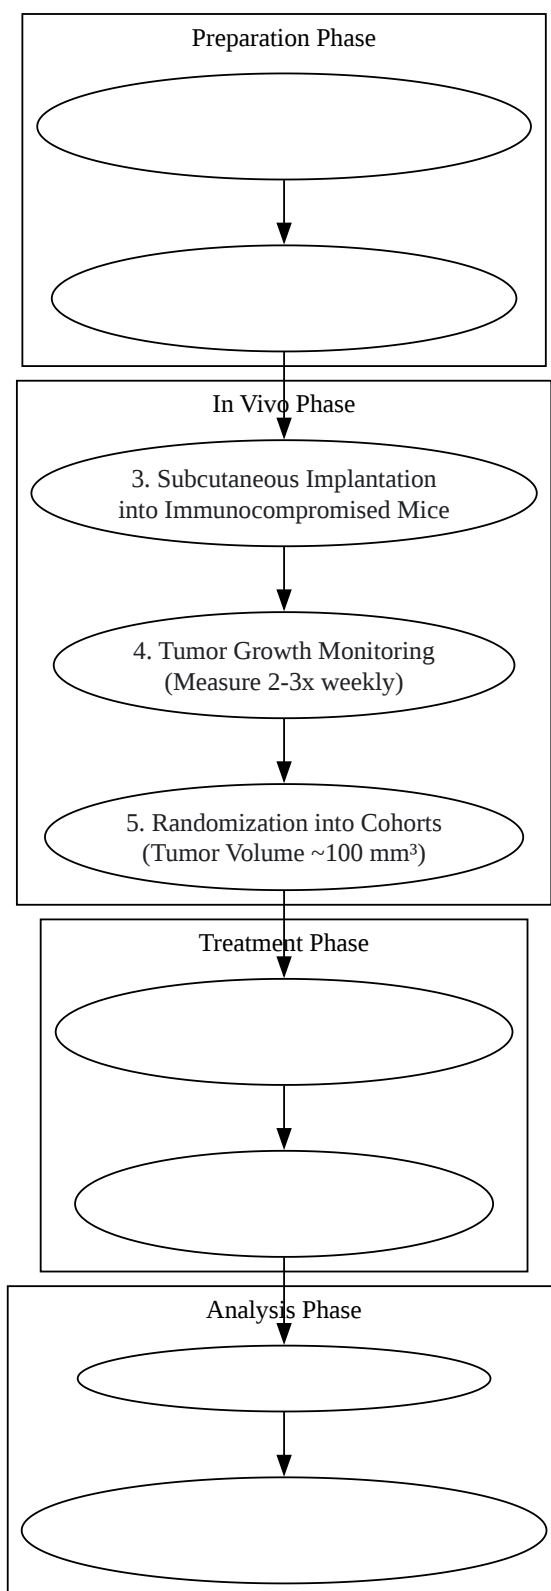 Preparation Phase
In Vivo Phase
3. Subcutaneous Implantation
into Immunocompromised Mice
4. Tumor Growth Monitoring
(Measure 2-3x weekly)
5. Randomization into Cohorts
(Tumor Volume ~100 mm³)
Treatment Phase
Analysis Phase